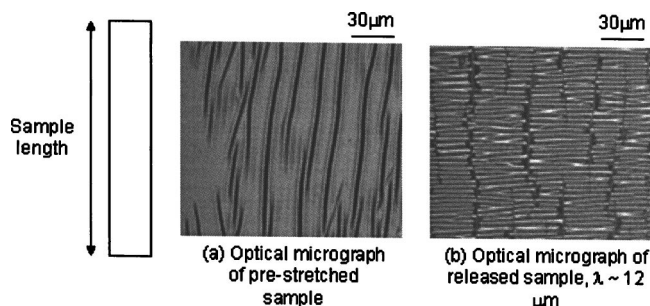 30µm
30µm
Sample
length
(a) Optical micrograph
of pre-stretched
sample
(b) Optical micrograph of
released sample, λ ~ 12
µm